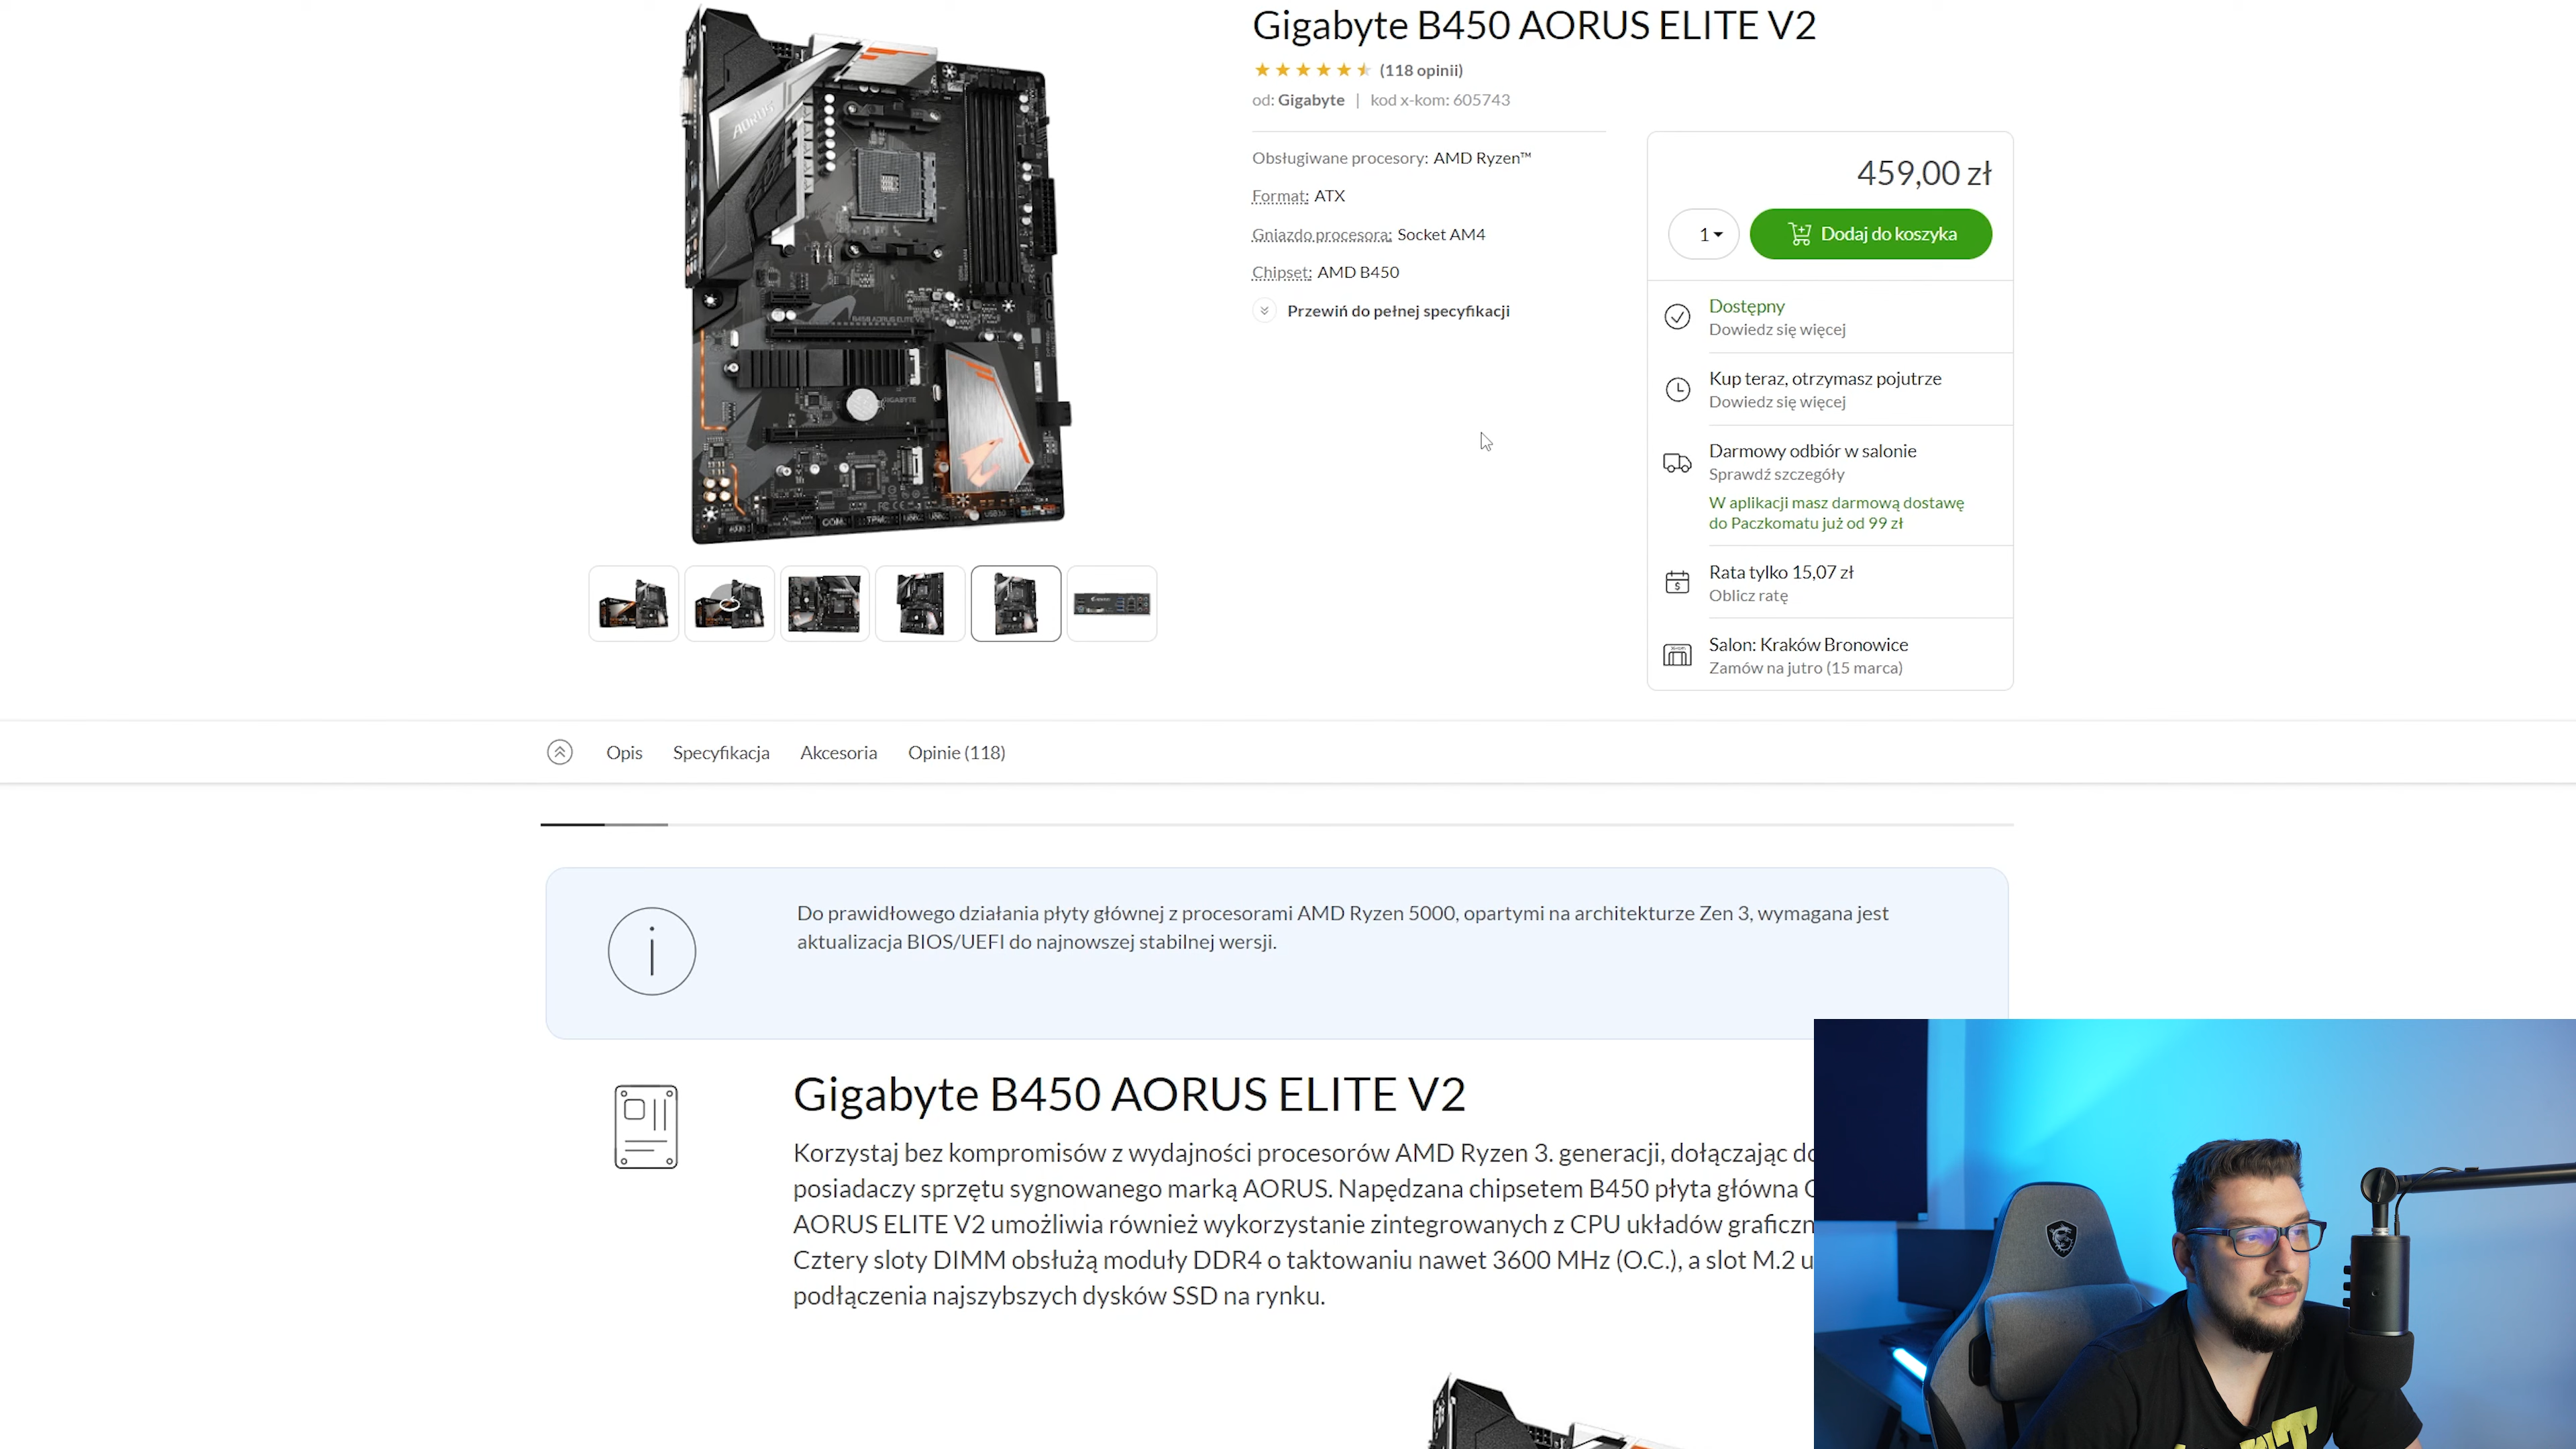 Gigabyte B450 AORUS ELITE V2
(118 opinii)
od: Gigabyte | kod x-kom: 605743
Obsługiwane procesory: AMD Ryzen™
Format: ATX
Gniazdo procesora: Socket AM4
Chipset: AMD B450
Przewiń do pełnej specyfikacji
459,00 zł
1
Dodaj do koszyka
Dostępny
Dowiedz się więcej
Kup teraz, otrzymasz pojutrze
Dowiedz się więcej
Darmowy odbiór w salonie
Sprawdź szczegóły
W aplikacji masz darmową dostawę
do Paczkomatu już od 99 zł
Rata tylko 15,07 zł
Oblicz ratę
Salon: Kraków Bronowice
Zamów na jutro (15 marca)
AORUS
B450 AORUS ELITE V2
GIGABYTE
Opis
Specyfikacja
Akcesoria
Opinie (118)
Do prawidłowego działania płyty głównej z procesorami AMD Ryzen 5000, opartymi na architekturze Zen 3, wymagana jest
aktualizacja BIOS/UEFI do najnowszej stabilnej wersji.
Gigabyte B450 AORUS ELITE V2
Korzystaj bez kompromisów z wydajności procesorów AMD Ryzen 3. generacji, dołączając do
posiadaczy sprzętu sygnowanego marką AORUS. Napędzana chipsetem B450 płyta główna
AORUS ELITE V2 umożliwia również wykorzystanie zintegrowanych z CPU układów graficzn
Cztery sloty DIMM obsłużą moduły DDR4 o taktowaniu nawet 3600 MHz (O.C.), a slot M.2 u
podłączenia najszybszych dysków SSD na rynku.